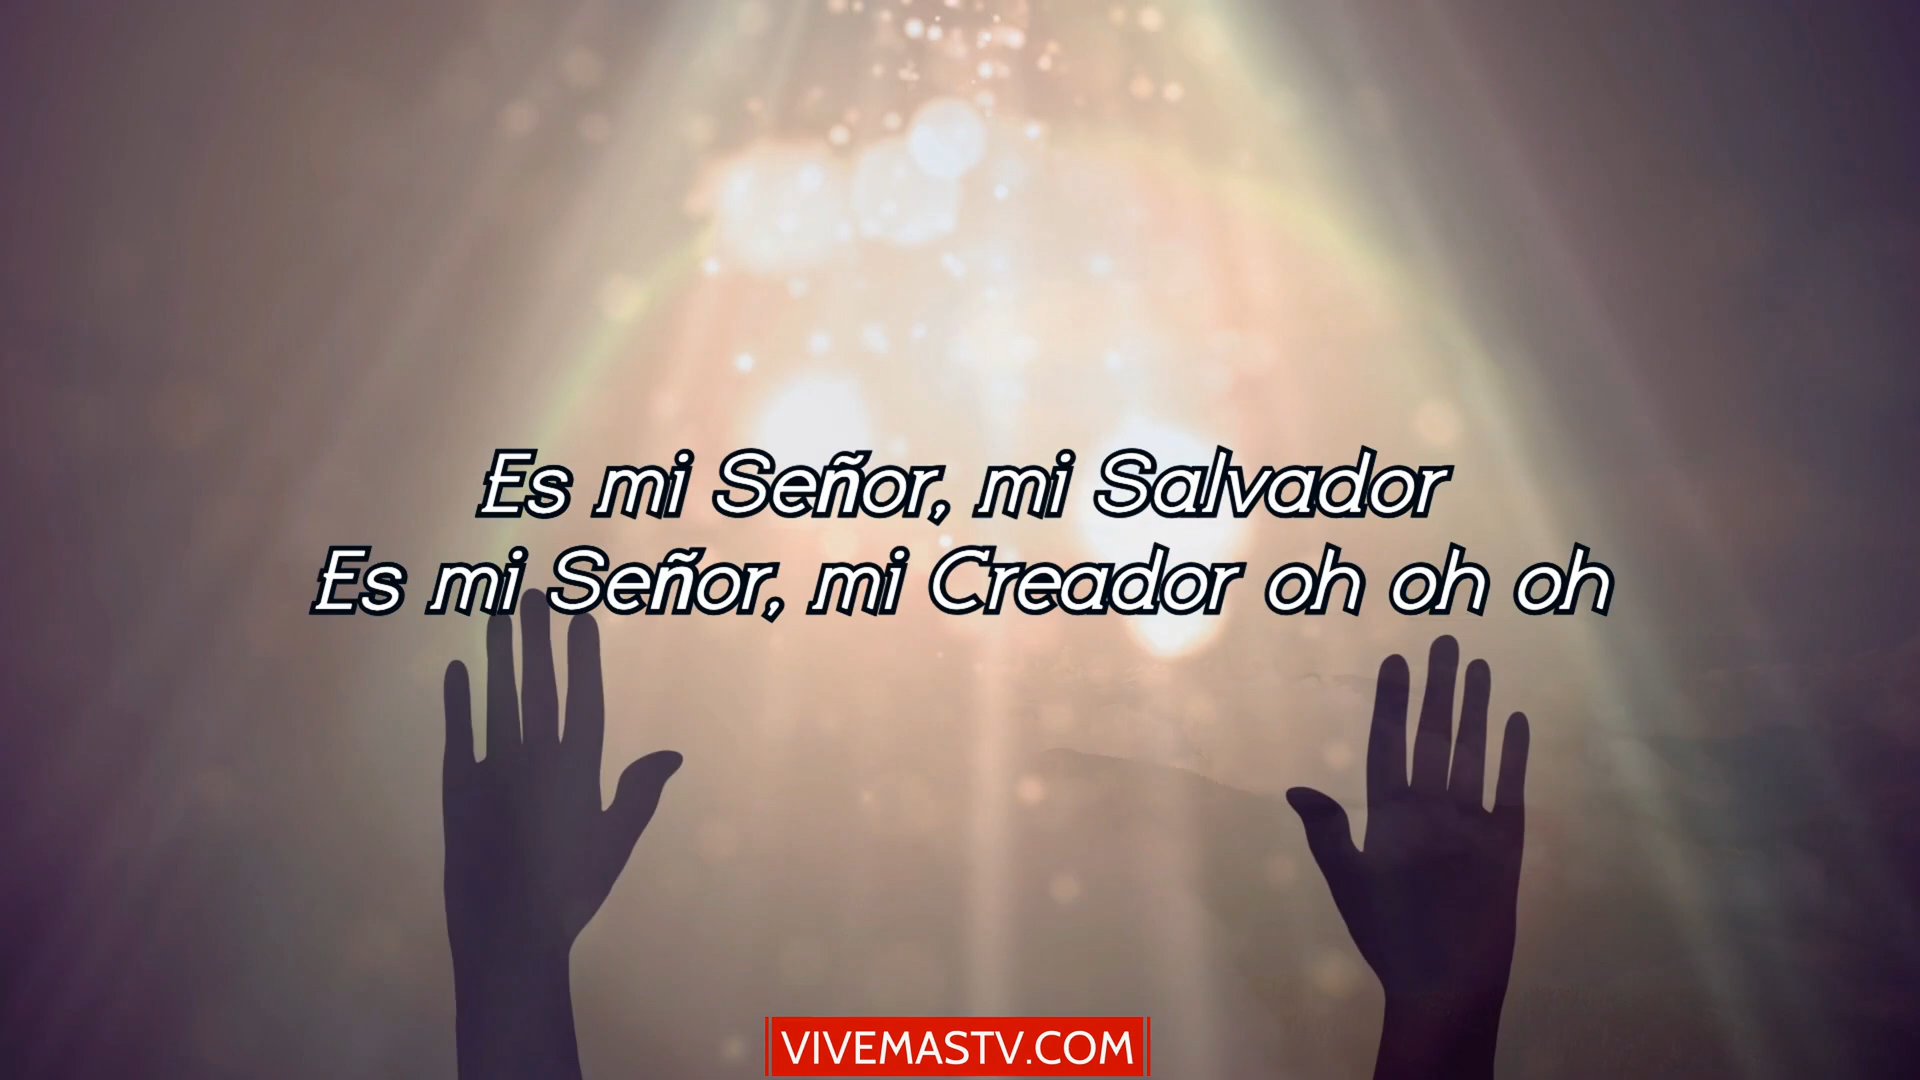 Es mi Señor, mi Salvador
Es mi Señor, mi Creador oh oh oh
VIVEMASTV.COM